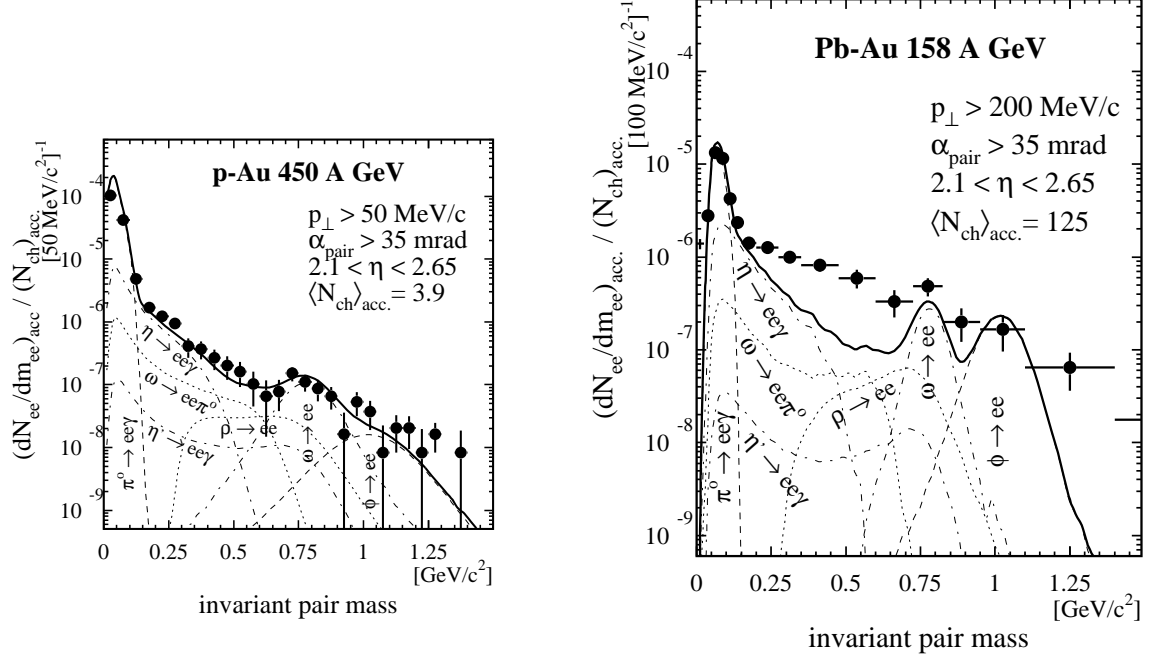 p-Au 450 A GeV
p⊥ > 50 MeV/c
αpair > 35 mrad
2.1 < η < 2.65
⟨Nch⟩acc. = 3.9
(dNee/dmee)acc / (Nch)acc. [50 MeV/c²]⁻¹
10⁻⁴
10⁻⁵
10⁻⁶
10⁻⁷
10⁻⁸
10⁻⁹
η → eeγ
ω → eeπ°
ρ → ee
η → eeγ
π° → eeγ
ω → ee
ϕ → ee
0 0.25 0.5 0.75 1 1.25
[GeV/c²]
invariant pair mass
Pb-Au 158 A GeV
p⊥ > 200 MeV/c
αpair > 35 mrad
2.1 < η < 2.65
⟨Nch⟩acc. = 125
(dNee/dmee)acc. / (Nch)acc. [100 MeV/c²]⁻¹
10⁻⁴
10⁻⁵
10⁻⁶
10⁻⁷
10⁻⁸
10⁻⁹
η → eeγ
ω → eeπ°
ρ → ee
ω → ee
π° → eeγ
η → eeγ
ϕ → ee
0 0.25 0.5 0.75 1 1.25
[GeV/c²]
invariant pair mass